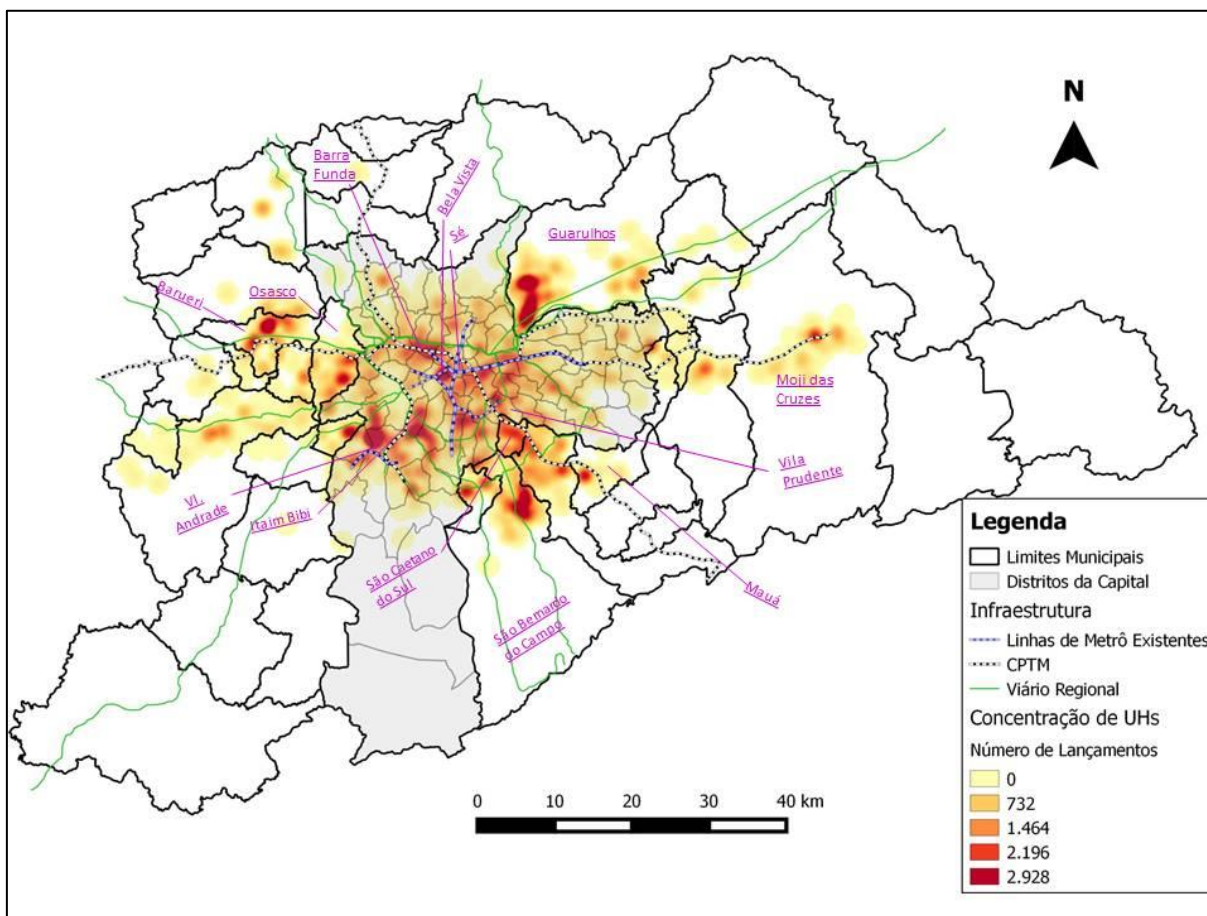 N
Barra
Funda
Bela Vista
Sé
Guarulhos
Barueri
Osasco
Moji das
Cruzes
Vila
Prudente
Vl.
Andrade
Itaim Bibi
São Caetano
do Sul
São Bernardo
do Campo
Mauá
0 10 20 30 40 km
Legenda
Limites Municipais
Distritos da Capital
Infraestrutura
Linhas de Metrô Existentes
CPTM
Viário Regional
Concentração de UHs
Número de Lançamentos
0
732
1.464
2.196
2.928